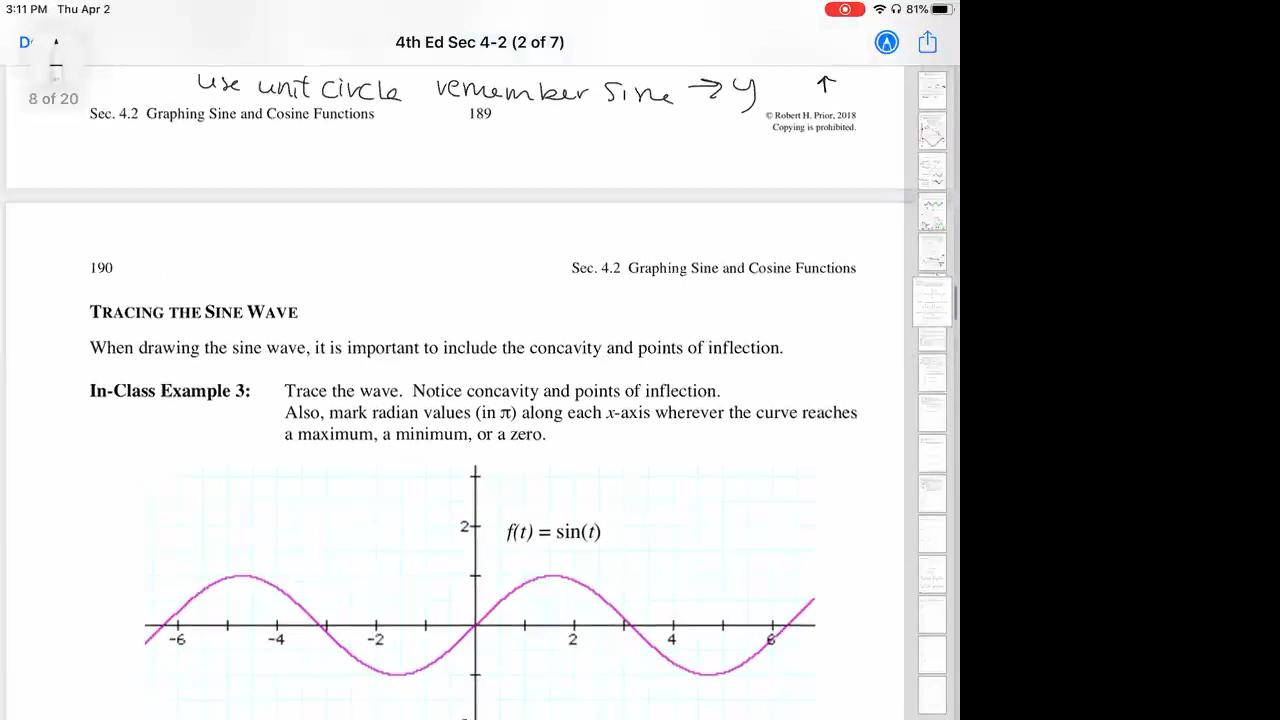 3:11 PM Thu Apr 2
81%
4th Ed Sec 4-2 (2 of 7)
8 of 20
use unit circle remember sine → y ↑
Sec. 4.2 Graphing Sine and Cosine Functions 189 © Robert H. Prior, 2018
Copying is prohibited.
190 Sec. 4.2 Graphing Sine and Cosine Functions
TRACING THE SINE WAVE
When drawing the sine wave, it is important to include the concavity and points of inflection.
In-Class Example 3: Trace the wave. Notice concavity and points of inflection.
Also, mark radian values (in π) along each x-axis wherever the curve reaches
a maximum, a minimum, or a zero.
2
f(t) = sin(t)
-6 -4 -2 2 4 6